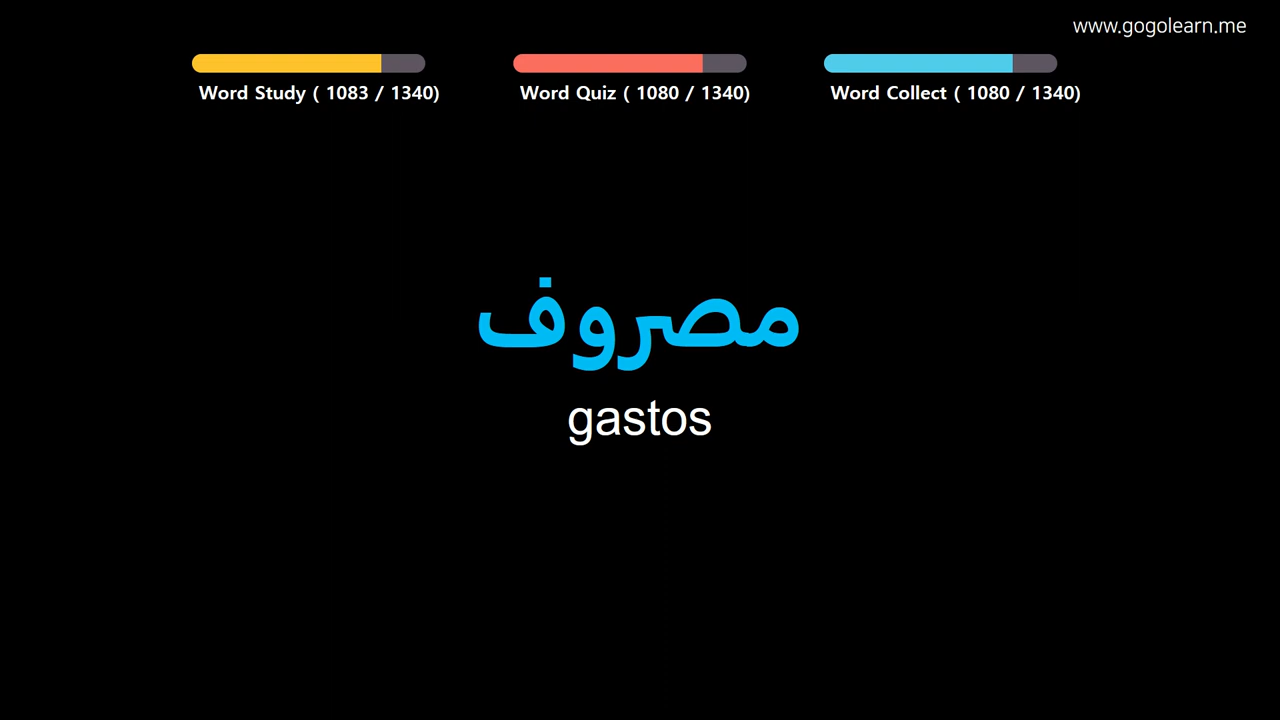 www.gogolearn.me
Word Study ( 1083 / 1340)
Word Quiz ( 1080 / 1340)
Word Collect ( 1080 / 1340)
مصروف
gastos